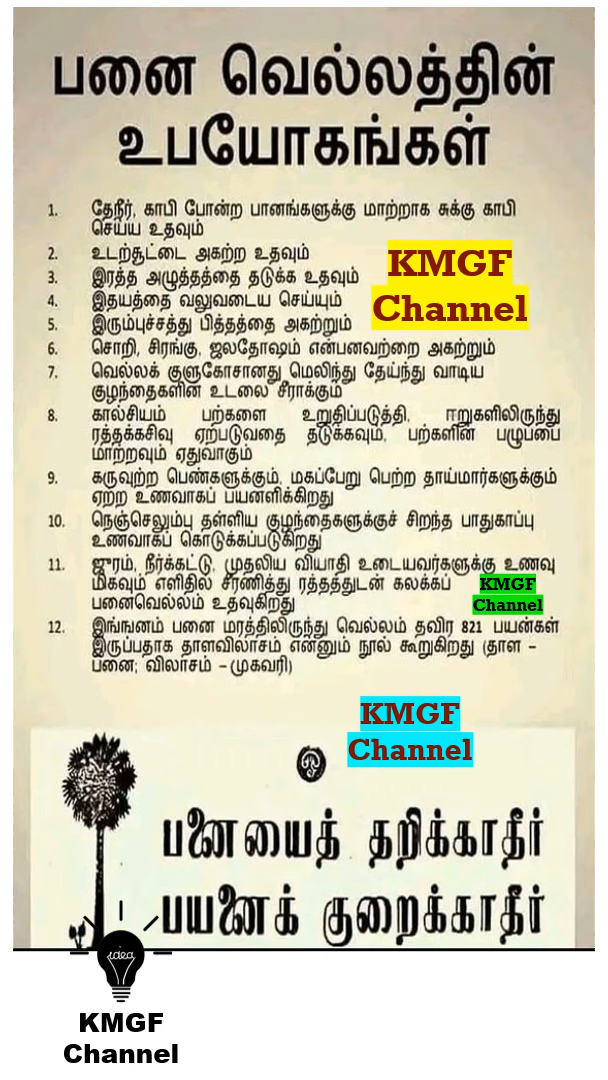 பனை வெல்லத்தின்
உபயோகங்கள்
1. தேநீர், காபி போன்ற பானங்களுக்கு மாற்றாக சுக்கு காபி
செய்ய உதவும்
2. உடற்சூட்டை அகற்ற உதவும்
3. இரத்த அழுத்தத்தை தடுக்க உதவும்
4. இதயத்தை வலுவடைய செய்யும்
5. இரும்புச்சத்து பித்தத்தை அகற்றும்
KMGF
Channel
6. சொறி, சிரங்கு, ஜலதோஷம் என்பனவற்றை அகற்றும்
7. வெல்லக் குளுகோசானது மெலிந்து தேய்ந்து வாடிய
குழந்தைகளின் உடலை சீராக்கும்
8. கால்சியம் பற்களை உறுதிப்படுத்தி, ஈறுகளிலிருந்து
ரத்தக்கசிவு ஏற்படுவதை தடுக்கவும், பற்களின் பழுப்பை
மாற்றவும் ஏதுவாகும்
9. கருவுற்ற பெண்களுக்கும், மகப்பேறு பெற்ற தாய்மார்களுக்கும்
ஏற்ற உணவாகப் பயனளிக்கிறது
10. நெஞ்செலும்பு தள்ளிய குழந்தைகளுக்குச் சிறந்த பாதுகாப்பு
உணவாகப் கொடுக்கப்படுகிறது
11. ஜுரம், நீர்க்கட்டு, முதலிய வியாதி உடையவர்களுக்கு உணவு
மிகவும் எளிதில் சீரணித்து ரத்தத்துடன் கலக்கப்
பனைவெல்லம் உதவுகிறது
KMGF
Channel
12. இங்ஙனம் பனை மரத்திலிருந்து வெல்லம் தவிர 821 பயன்கள்
இருப்பதாக தாளவிலாசம் என்னும் நூல் கூறுகிறது (தாள –
பனை; விலாசம் – முகவரி)
KMGF
Channel
பனையைத் தறிக்காதீர்
பயனைக் குறைக்காதீர்
idea
KMGF
Channel